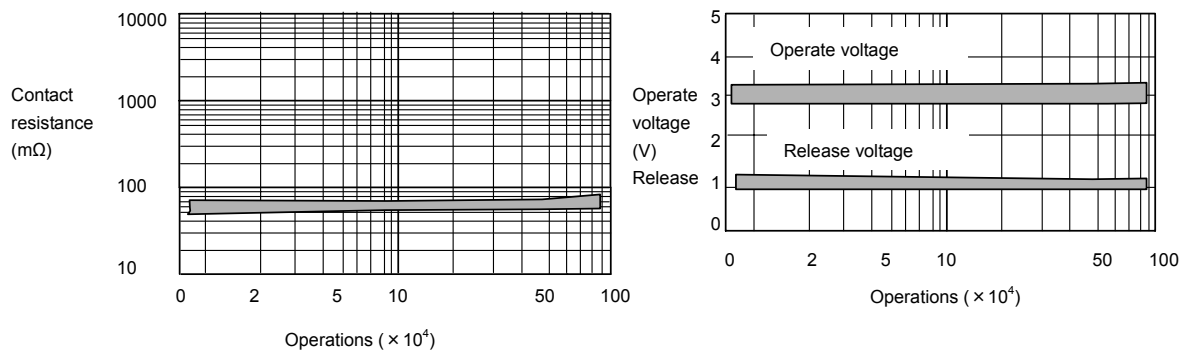 10000
1000
100
10
Contact
resistance
(mΩ)
0 2 5 10 50 100
Operations ( × 10⁴)
5
4
3
2
1
0
Operate
voltage
(V)
Release
Operate voltage
Release voltage
0 2 5 10 50 100
Operations ( × 10⁴)